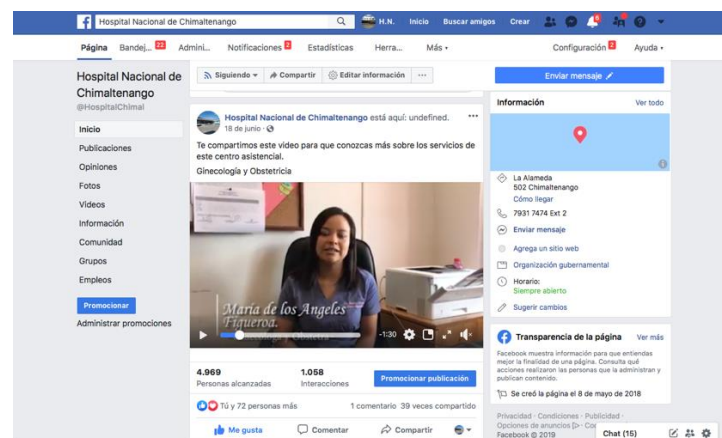 Hospital Nacional de Chimaltenango
H.N. Inicio Buscar amigos Crear
Página Bandej... 22 Admini... Notificaciones 2 Estadísticas Herra... Más Configuración 2 Ayuda
Hospital Nacional de
Chimaltenango
@HospitalChimal
Inicio
Publicaciones
Opiniones
Fotos
Videos
Información
Comunidad
Grupos
Empleos
Promocionar
Administrar promociones
Siguiendo Compartir Editar información ...
Hospital Nacional de Chimaltenango está aquí: undefined.
18 de junio ·
Te compartimos este video para que conozcas más sobre los servicios de
este centro asistencial.
Ginecología y Obstetricia
María de los Angeles
Figueroa.
-1:30
4.969 1.058
Personas alcanzadas Interacciones
Promocionar publicación
Tú y 72 personas más 1 comentario 39 veces compartido
Me gusta Comentar Compartir
Enviar mensaje
Información Ver todo
La Alameda
502 Chimaltenango
Cómo llegar
7931 7474 Ext 2
Enviar mensaje
Agrega un sitio web
Organización gubernamental
Horario:
Siempre abierto
Sugerir cambios
Transparencia de la página Ver más
Facebook muestra información para que entiendas
mejor la finalidad de una página. Consulta qué
acciones realizaron las personas que la administran y
publican contenido.
Se creó la página el 8 de mayo de 2018
Privacidad · Condiciones · Publicidad ·
Opciones de anuncios
Facebook © 2019
Chat (15)